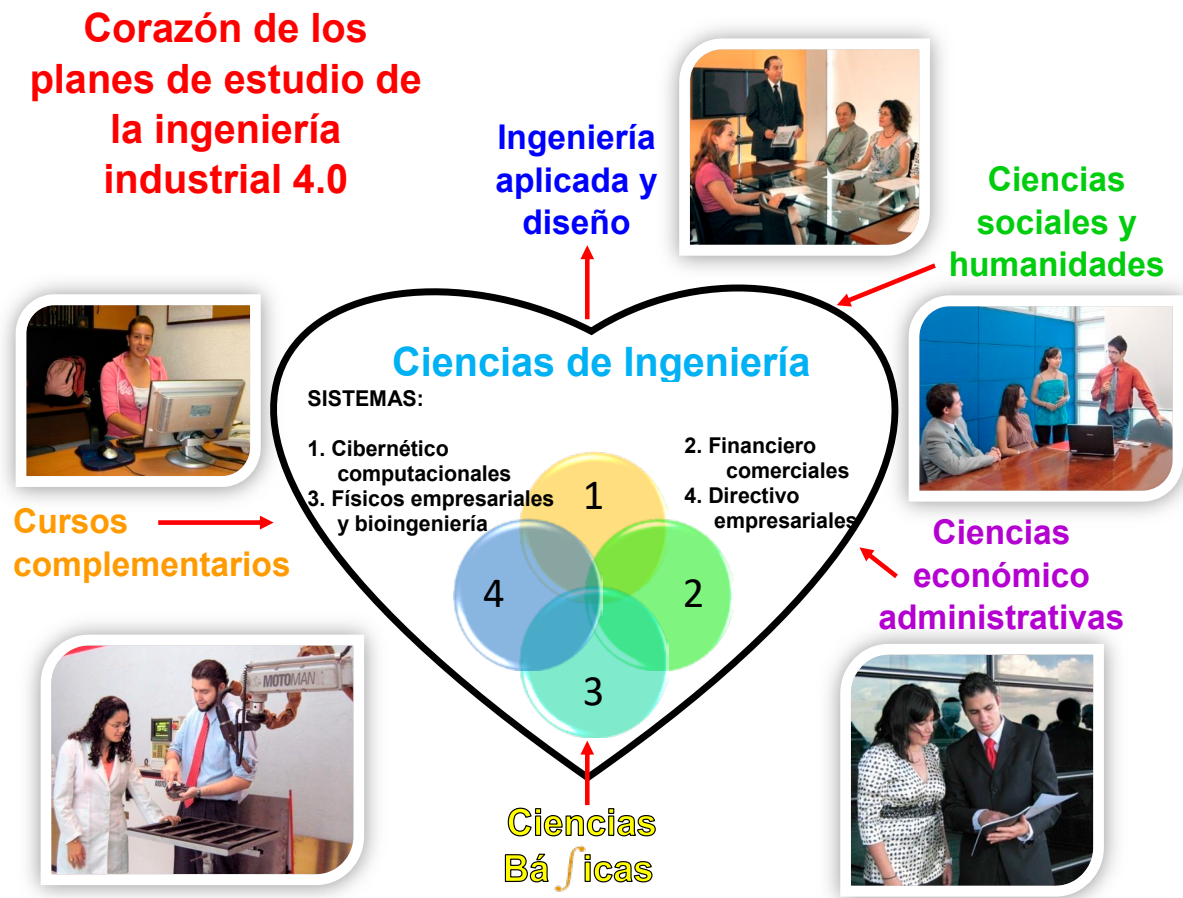 Corazón de los
planes de estudio de
la ingeniería
industrial 4.0
Ingeniería
aplicada y
diseño
Ciencias
sociales y
humanidades
Ciencias de Ingeniería
SISTEMAS:
1. Cibernético
computacionales
3. Físicos empresariales
y bioingeniería
2. Financiero
comerciales
4. Directivo
empresariales
1
4
2
3
Cursos
complementarios
Ciencias
económico
administrativas
MOTOMAN
Ciencias
Bá∫icas